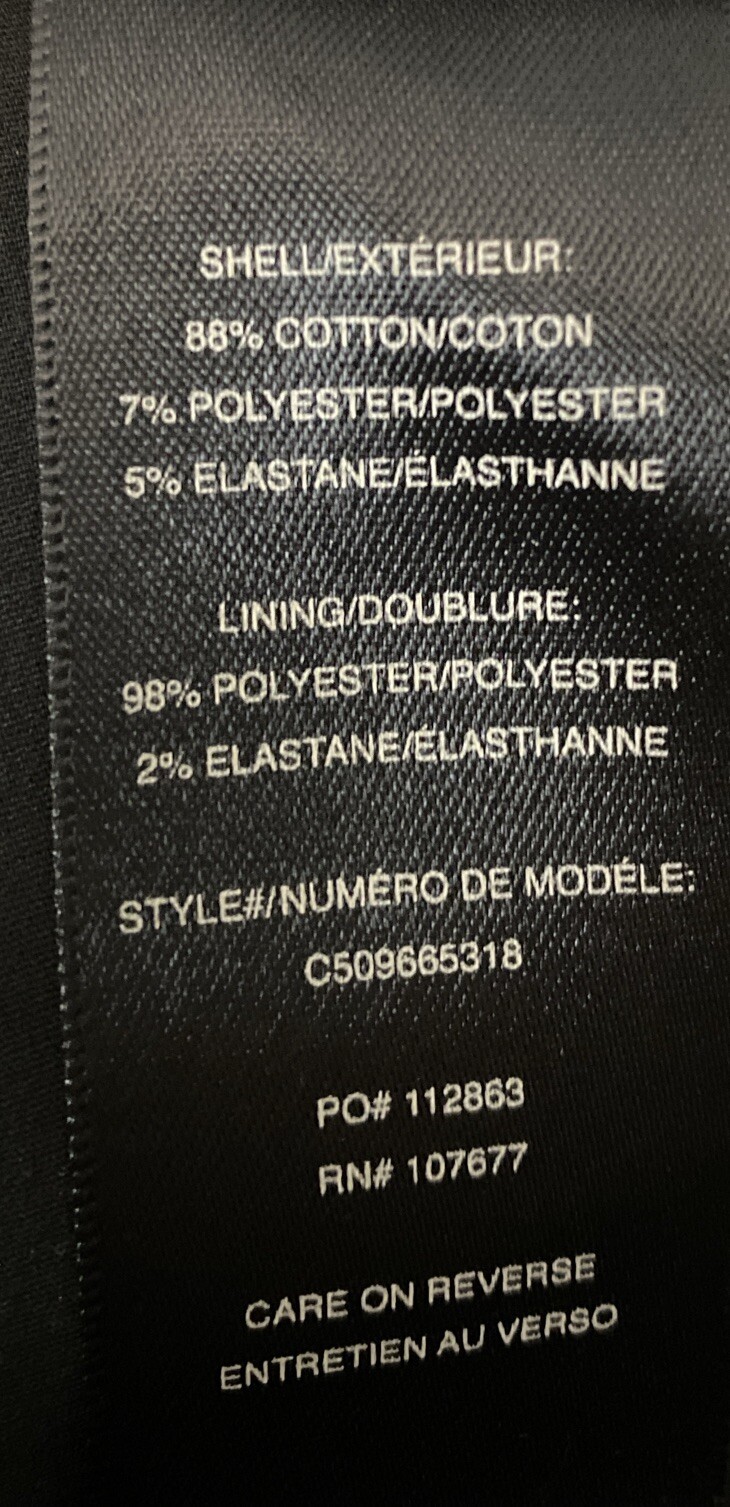 SHELL/EXTÉRIEUR:
88% COTTON/COTON
7% POLYESTER/POLYESTER
5% ELASTANE/ÉLASTHANNE
LINING/DOUBLURE:
98% POLYESTER/POLYESTER
2% ELASTANE/ÉLASTHANNE
STYLE#/NUMÉRO DE MODÉLE:
C509665318
PO# 112863
RN# 107677
CARE ON REVERSE
ENTRETIEN AU VERSO